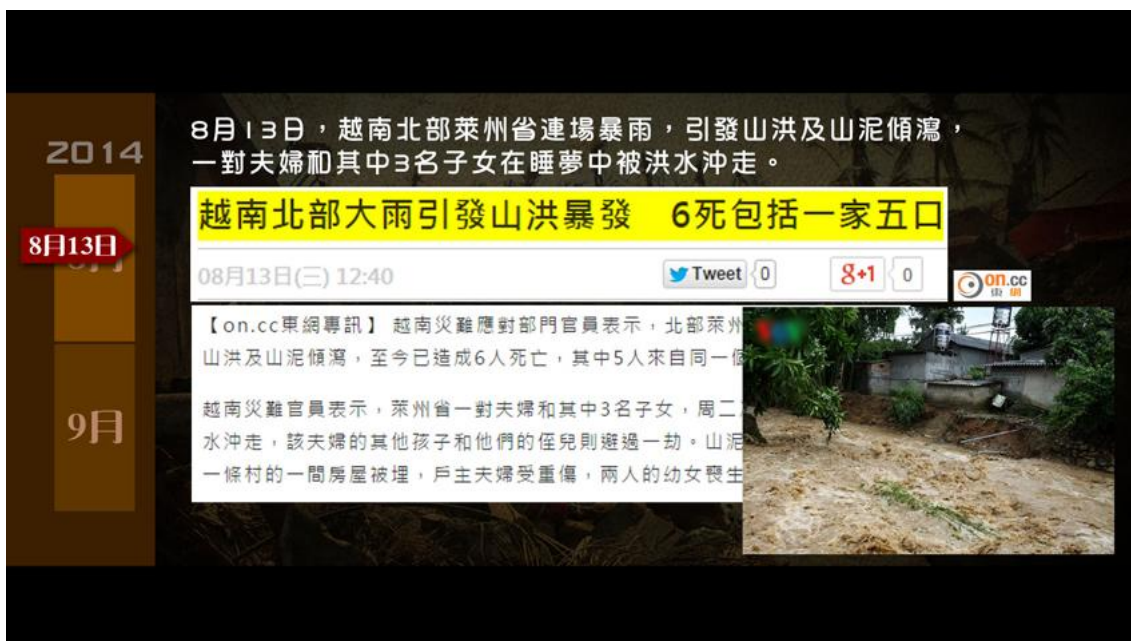 2014
8月13日
9月
8月13日，越南北部萊州省連場暴雨，引發山洪及山泥傾瀉，
一對夫婦和其中3名子女在睡夢中被洪水沖走。
越南北部大雨引發山洪暴發　6死包括一家五口
08月13日(三) 12:40
Tweet 0
g+1 0
on.cc
東網
【on.cc東網專訊】 越南災難應對部門官員表示，北部萊州
山洪及山泥傾瀉，至今已造成6人死亡，其中5人來自同一個
越南災難官員表示，萊州省一對夫婦和其中3名子女，周二
水沖走，該夫婦的其他孩子和他們的侄兒則避過一劫。山泥
一條村的一間房屋被埋，戶主夫婦受重傷，兩人的幼女喪生